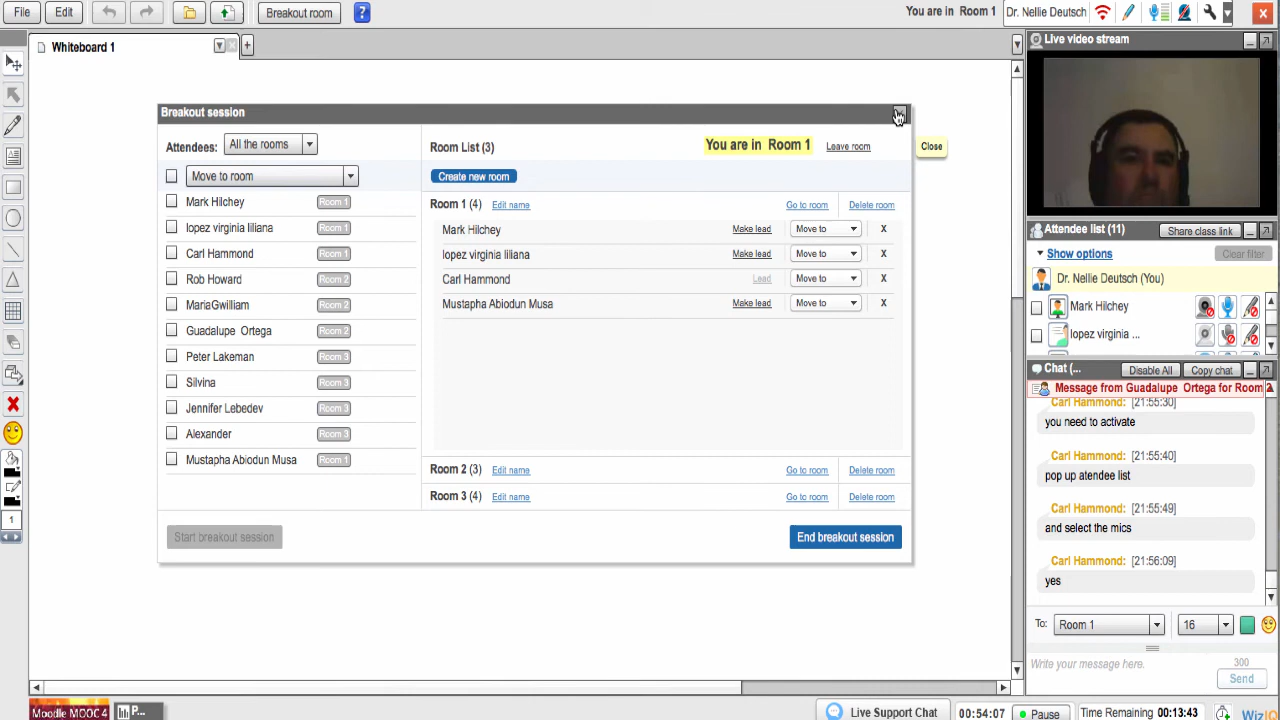 File Edit Breakout room ? You are in Room 1 Dr. Nellie Deutsch
Whiteboard 1
Breakout session
Attendees: All the rooms
Move to room
Mark Hilchey Room 1
lopez virginia liliana Room 1
Carl Hammond Room 1
Rob Howard Room 2
MariaGwilliam Room 2
Guadalupe Ortega Room 2
Peter Lakeman Room 3
Silvina Room 3
Jennifer Lebedev Room 3
Alexander Room 3
Mustapha Abiodun Musa Room 1
Start breakout session
Room List (3) You are in Room 1 Leave room
Close
Create new room
Room 1 (4) Edit name Go to room Delete room
Mark Hilchey Make lead Move to X
lopez virginia liliana Make lead Move to X
Carl Hammond Lead Move to X
Mustapha Abiodun Musa Make lead Move to X
Room 2 (3) Edit name Go to room Delete room
Room 3 (4) Edit name Go to room Delete room
End breakout session
1
Live video stream
Attendee list (11) Share class link
Show options Clear filter
Dr. Nellie Deutsch (You)
Mark Hilchey
lopez virginia ...
Chat (... Disable All Copy chat
Message from Guadalupe Ortega for Room
Carl Hammond: [21:55:30]
you need to activate
Carl Hammond: [21:55:40]
pop up atendee list
Carl Hammond: [21:55:49]
and select the mics
Carl Hammond: [21:56:09]
yes
To: Room 1 16
Write your message here. 300
Send
Moodle MOOC 4 P... Live Support Chat 00:54:07 Pause Time Remaining 00:13:43 WizIQ